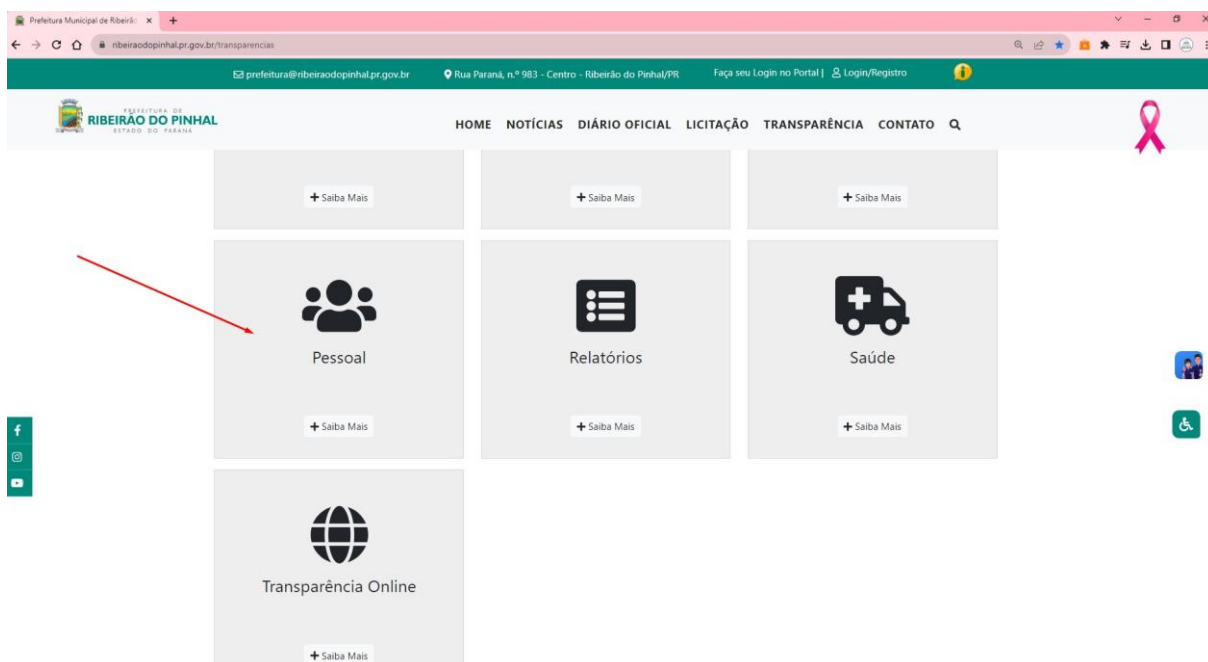 Prefeitura Municipal de Ribeirão
ribeiraodopinhal.pr.gov.br/transparencias
prefeitura@ribeiraodopinhal.pr.gov.br Rua Paraná, n.º 983 - Centro - Ribeirão do Pinhal/PR Faça seu Login no Portal | Login/Registro
PREFEITURA DE
RIBEIRÃO DO PINHAL
ESTADO DO PARANÁ
HOME NOTÍCIAS DIÁRIO OFICIAL LICITAÇÃO TRANSPARÊNCIA CONTATO
+ Saiba Mais + Saiba Mais + Saiba Mais
Pessoal Relatórios Saúde
+ Saiba Mais + Saiba Mais + Saiba Mais
Transparência Online
+ Saiba Mais